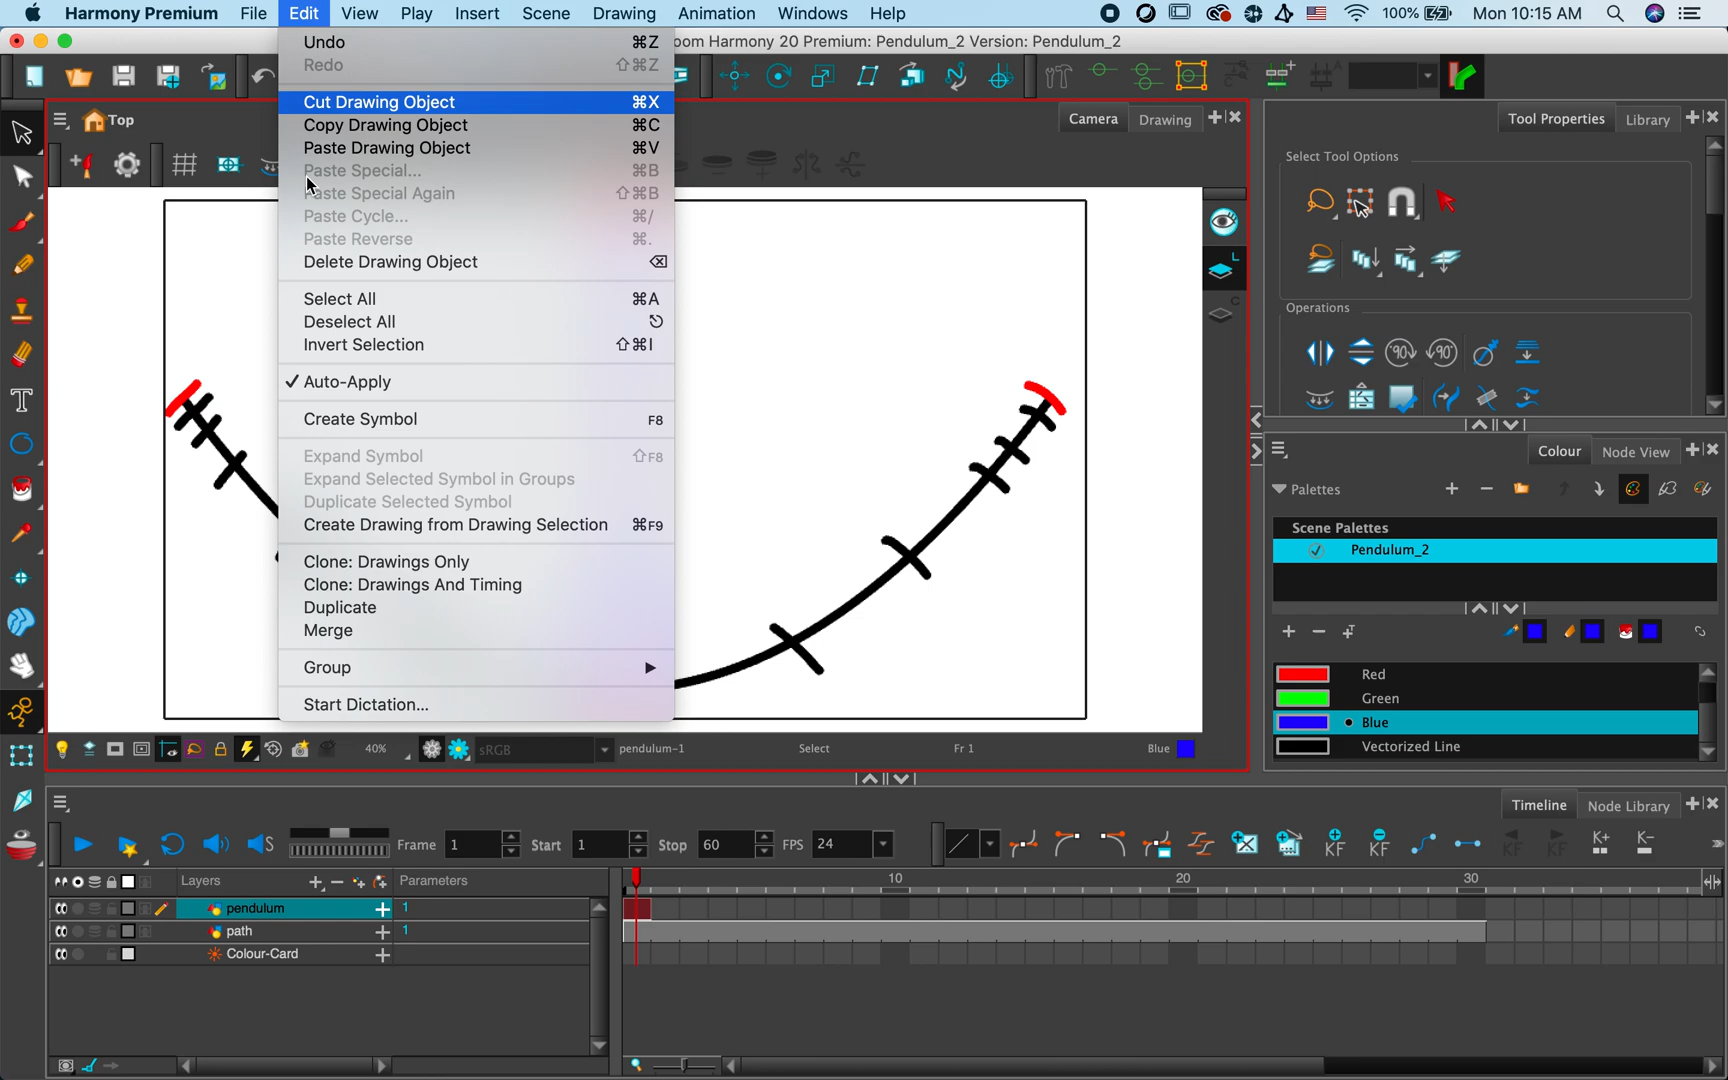 Harmony Premium File Edit View Play Insert Scene Drawing Animation Windows Help 100% Mon 10:15 AM
oom Harmony 20 Premium: Pendulum_2 Version: Pendulum_2
Undo ⌘Z
Redo ⇧⌘Z
Cut Drawing Object ⌘X
Copy Drawing Object ⌘C
Paste Drawing Object ⌘V
Paste Special... ⌘B
Paste Special Again ⇧⌘B
Paste Cycle... ⌘/
Paste Reverse ⌘.
Delete Drawing Object ⌫
Select All ⌘A
Deselect All
Invert Selection ⇧⌘I
✓ Auto-Apply
Create Symbol F8
Expand Symbol ⇧F8
Expand Selected Symbol in Groups
Duplicate Selected Symbol
Create Drawing from Drawing Selection ⌘F9
Clone: Drawings Only
Clone: Drawings And Timing
Duplicate
Merge
Group ▶
Start Dictation...
Top
Camera Drawing
40% sRGB pendulum-1 Select Fr 1 Blue
Tool Properties Library
Select Tool Options
Operations
90 90
Colour Node View
Palettes
Scene Palettes
Pendulum_2
Red
Green
Blue
Vectorized Line
Timeline Node Library
Frame 1 Start 1 Stop 60 FPS 24
Layers Parameters 10 20 30
pendulum 1
path 1
Colour-Card